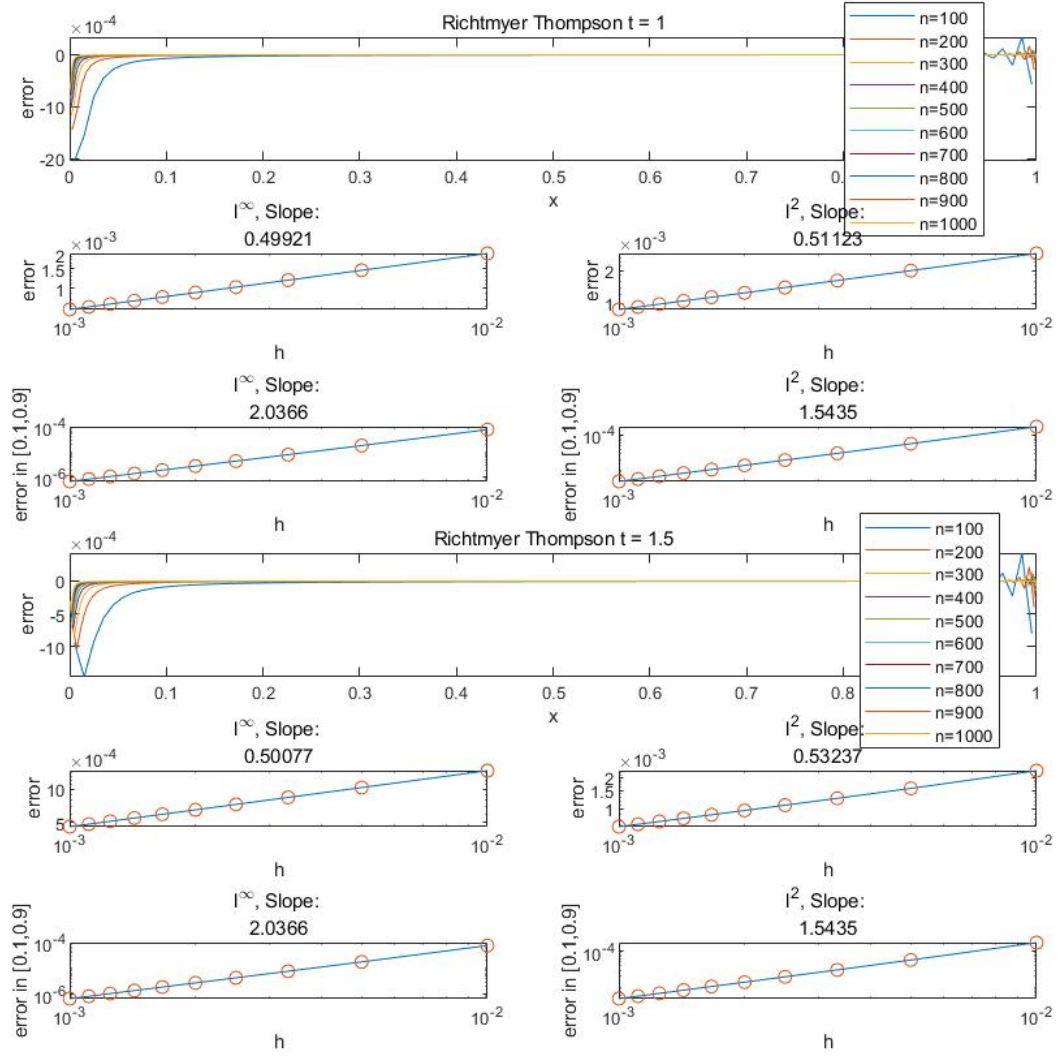 ×10⁻⁴
Richtmyer Thompson t = 1
0
-10
-20
error
0 0.1 0.2 0.3 0.4 0.5 0.6 0.7 0.8 1
x
n=100
n=200
n=300
n=400
n=500
n=600
n=700
n=800
n=900
n=1000
l^∞, Slope:
0.49921
×10⁻³
2
1.5
1
error
10⁻³ 10⁻²
h
l², Slope:
0.51123
×10⁻³
2
1
error
10⁻³ 10⁻²
h
l^∞, Slope:
2.0366
10⁻⁴
10⁻⁶
error in [0.1,0.9]
10⁻³ 10⁻²
h
l², Slope:
1.5435
10⁻⁴
error in [0.1,0.9]
10⁻³ 10⁻²
h
×10⁻⁴
Richtmyer Thompson t = 1.5
0
-5
-10
error
0 0.1 0.2 0.3 0.4 0.5 0.6 0.7 0.8 1
x
n=100
n=200
n=300
n=400
n=500
n=600
n=700
n=800
n=900
n=1000
l^∞, Slope:
0.50077
×10⁻⁴
10
5
error
10⁻³ 10⁻²
h
l², Slope:
0.53237
×10⁻³
2
1.5
1
error
10⁻³ 10⁻²
h
l^∞, Slope:
2.0366
10⁻⁴
10⁻⁶
error in [0.1,0.9]
10⁻³ 10⁻²
h
l², Slope:
1.5435
10⁻⁴
error in [0.1,0.9]
10⁻³ 10⁻²
h